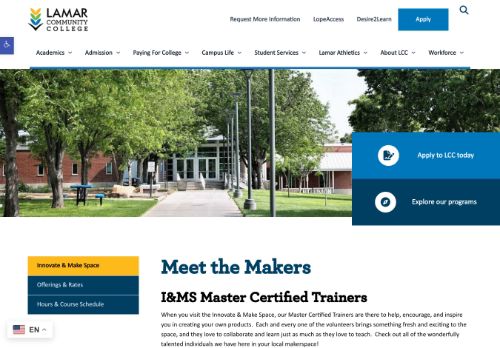 LAMAR
COMMUNITY
COLLEGE
Request More Information LopeAccess Desire2Learn Apply
Academics Admission Paying For College Campus Life Student Services Lamar Athletics About LCC Workforce
Apply to LCC today
Explore our programs
Innovate & Make Space
Offerings & Rates
Hours & Course Schedule
Meet the Makers
I&MS Master Certified Trainers
When you visit the Innovate & Make Space, our Master Certified Trainers are there to help, encourage, and inspire
you in creating your own products. Each and every one of the volunteers brings something fresh and exciting to the
space, and they love to collaborate and learn just as much as they love to teach. Check out all of the wonderfully
talented individuals we have here in your local makerspace!
EN